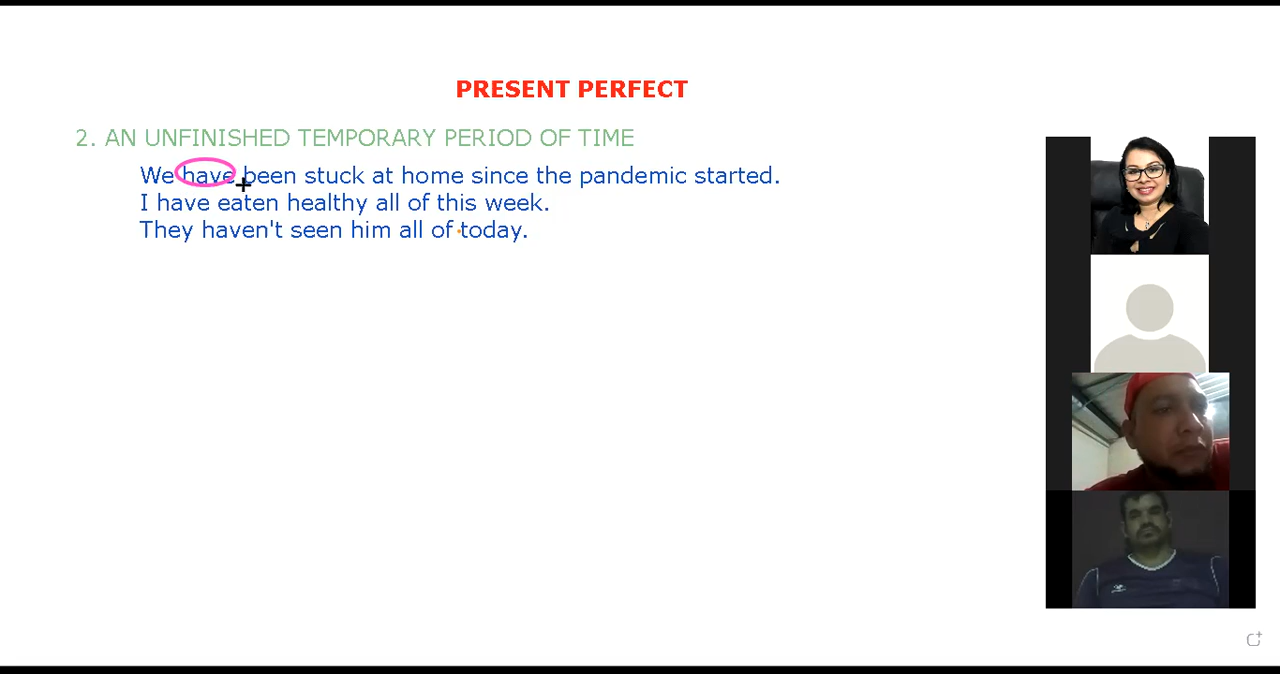 PRESENT PERFECT
2. AN UNFINISHED TEMPORARY PERIOD OF TIME
We have been stuck at home since the pandemic started.
I have eaten healthy all of this week.
They haven't seen him all of today.